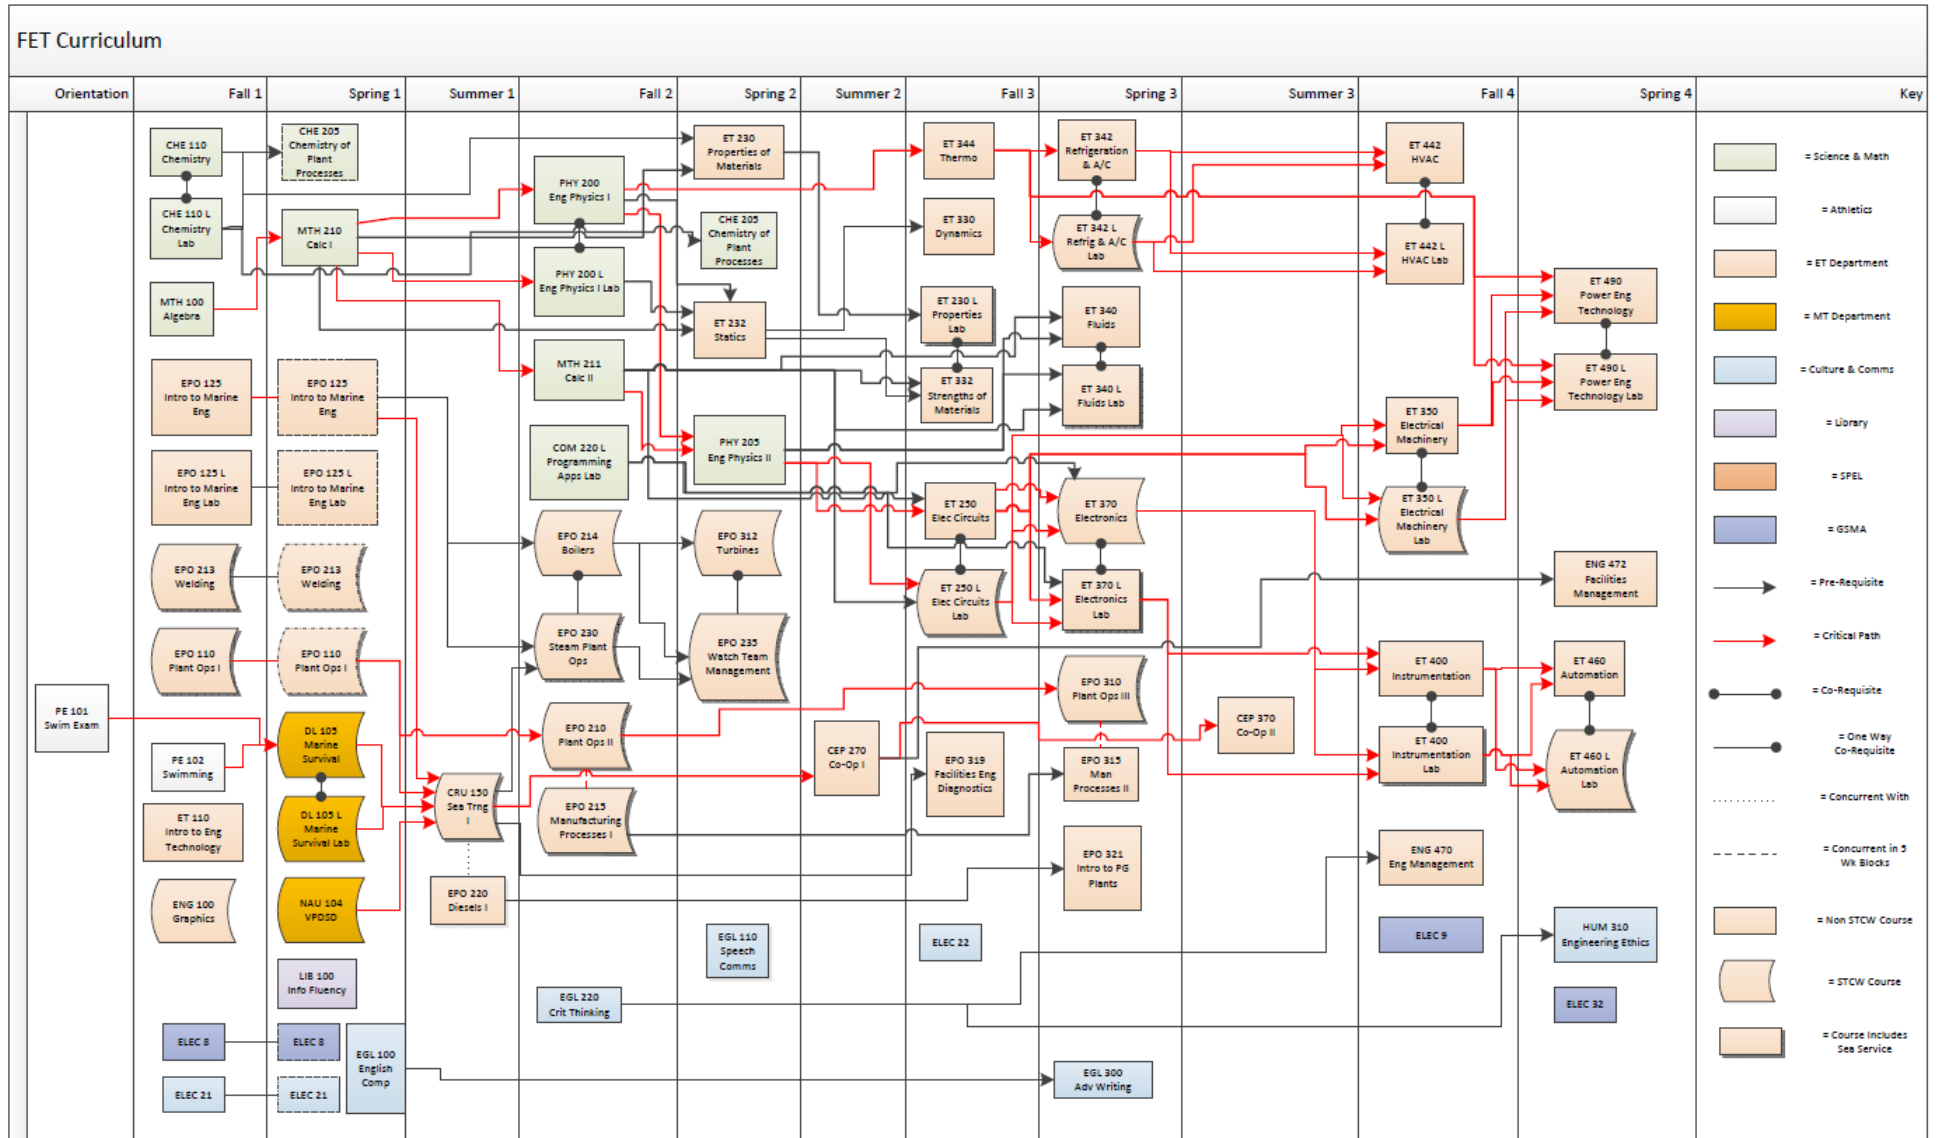 FET Curriculum
Orientation
Fall 1
Spring 1
Summer 1
Fall 2
Spring 2
Summer 2
Fall 3
Spring 3
Summer 3
Fall 4
Spring 4
Key
PE 101
Swim Exam
CHE 110
Chemistry
CHE 110 L
Chemistry
Lab
MTH 100
Algebra
EPO 125
Intro to Marine
Eng
EPO 125 L
Intro to Marine
Eng Lab
EPO 213
Welding
EPO 110
Plant Ops I
PE 102
Swimming
ET 110
Intro to Eng
Technology
ENG 100
Graphics
ELEC 8
ELEC 21
CHE 205
Chemistry of
Plant
Processes
MTH 210
Calc I
EPO 125
Intro to Marine
Eng
EPO 125 L
Intro to Marine
Eng Lab
EPO 213
Welding
EPO 110
Plant Ops I
DL 105
Marine
Survival
DL 105 L
Marine
Survival Lab
NAU 104
VPDSD
LIB 100
Info Fluency
ELEC 8
ELEC 21
EGL 100
English
Comp
CRU 150
Sea Trng
I
EPO 220
Diesels I
PHY 200
Eng Physics I
PHY 200 L
Eng Physics I Lab
MTH 211
Calc II
COM 220 L
Programming
Apps Lab
EPO 214
Boilers
EPO 230
Steam Plant
Ops
EPO 210
Plant Ops II
EPO 215
Manufacturing
Processes I
EGL 220
Crit Thinking
ET 230
Properties of
Materials
CHE 205
Chemistry of
Plant
Processes
ET 232
Statics
PHY 205
Eng Physics II
EPO 312
Turbines
EPO 235
Watch Team
Management
EGL 110
Speech
Comms
CEP 270
Co-Op I
ET 344
Thermo
ET 330
Dynamics
ET 230 L
Properties
Lab
ET 332
Strengths of
Materials
ET 250
Elec Circuits
ET 250 L
Elec Circuits
Lab
EPO 319
Facilities Eng
Diagnostics
ELEC 22
ET 342
Refrigeration
& A/C
ET 342 L
Refrig & A/C
Lab
ET 340
Fluids
ET 340 L
Fluids Lab
ET 370
Electronics
ET 370 L
Electronics
Lab
EPO 310
Plant Ops III
EPO 315
Man
Processes II
EPO 321
Intro to PG
Plants
EGL 300
Adv Writing
CEP 370
Co-Op II
ET 442
HVAC
ET 442 L
HVAC Lab
ET 350
Electrical
Machinery
ET 350 L
Electrical
Machinery
Lab
ET 400
Instrumentation
ET 400
Instrumentation
Lab
ENG 470
Eng Management
ELEC 9
ET 490
Power Eng
Technology
ET 490 L
Power Eng
Technology Lab
ENG 472
Facilities
Management
ET 460
Automation
ET 460 L
Automation
Lab
HUM 310
Engineering Ethics
ELEC 32
= Science & Math
= Athletics
= ET Department
= MT Department
= Culture & Comms
= Library
= SPEL
= GSMA
= Pre-Requisite
= Critical Path
= Co-Requisite
= One Way
Co-Requisite
= Concurrent With
= Concurrent in 5
Wk Blocks
= Non STCW Course
= STCW Course
= Course Includes
Sea Service